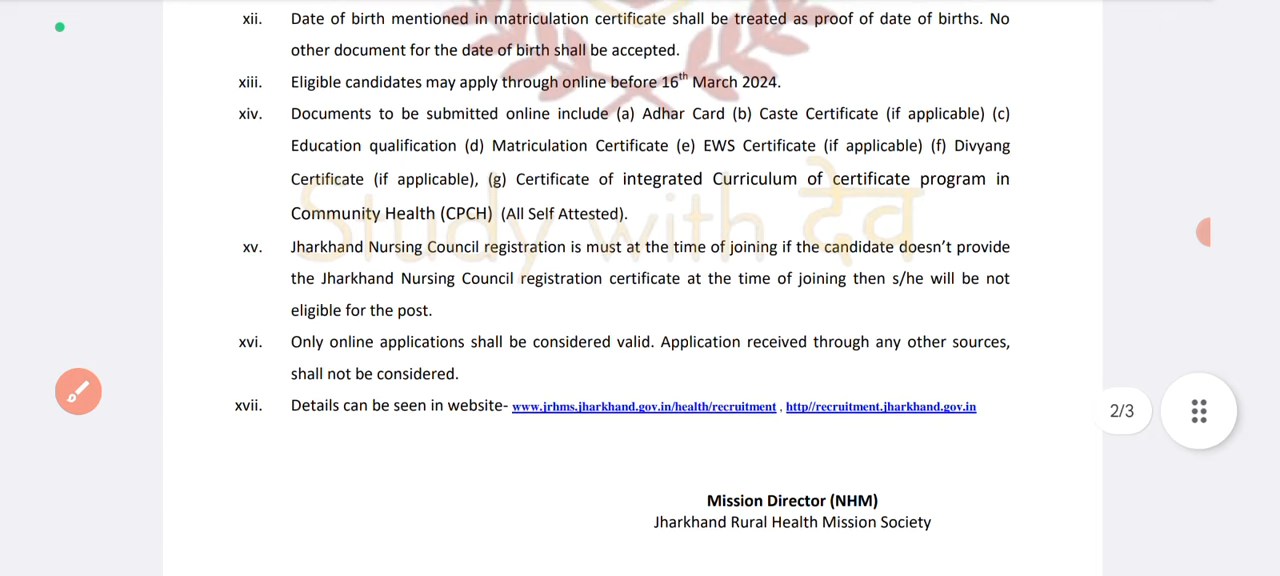 xii. Date of birth mentioned in matriculation certificate shall be treated as proof of date of births. No
other document for the date of birth shall be accepted.
xiii. Eligible candidates may apply through online before 16th March 2024.
xiv. Documents to be submitted online include (a) Adhar Card (b) Caste Certificate (if applicable) (c)
Education qualification (d) Matriculation Certificate (e) EWS Certificate (if applicable) (f) Divyang
Certificate (if applicable), (g) Certificate of integrated Curriculum of certificate program in
Community Health (CPCH) (All Self Attested).
Study with देव
xv. Jharkhand Nursing Council registration is must at the time of joining if the candidate doesn’t provide
the Jharkhand Nursing Council registration certificate at the time of joining then s/he will be not
eligible for the post.
xvi. Only online applications shall be considered valid. Application received through any other sources,
shall not be considered.
xvii. Details can be seen in website- www.jrhms.jharkhand.gov.in/health/recruitment , http//recruitment.jharkhand.gov.in
2/3
Mission Director (NHM)
Jharkhand Rural Health Mission Society